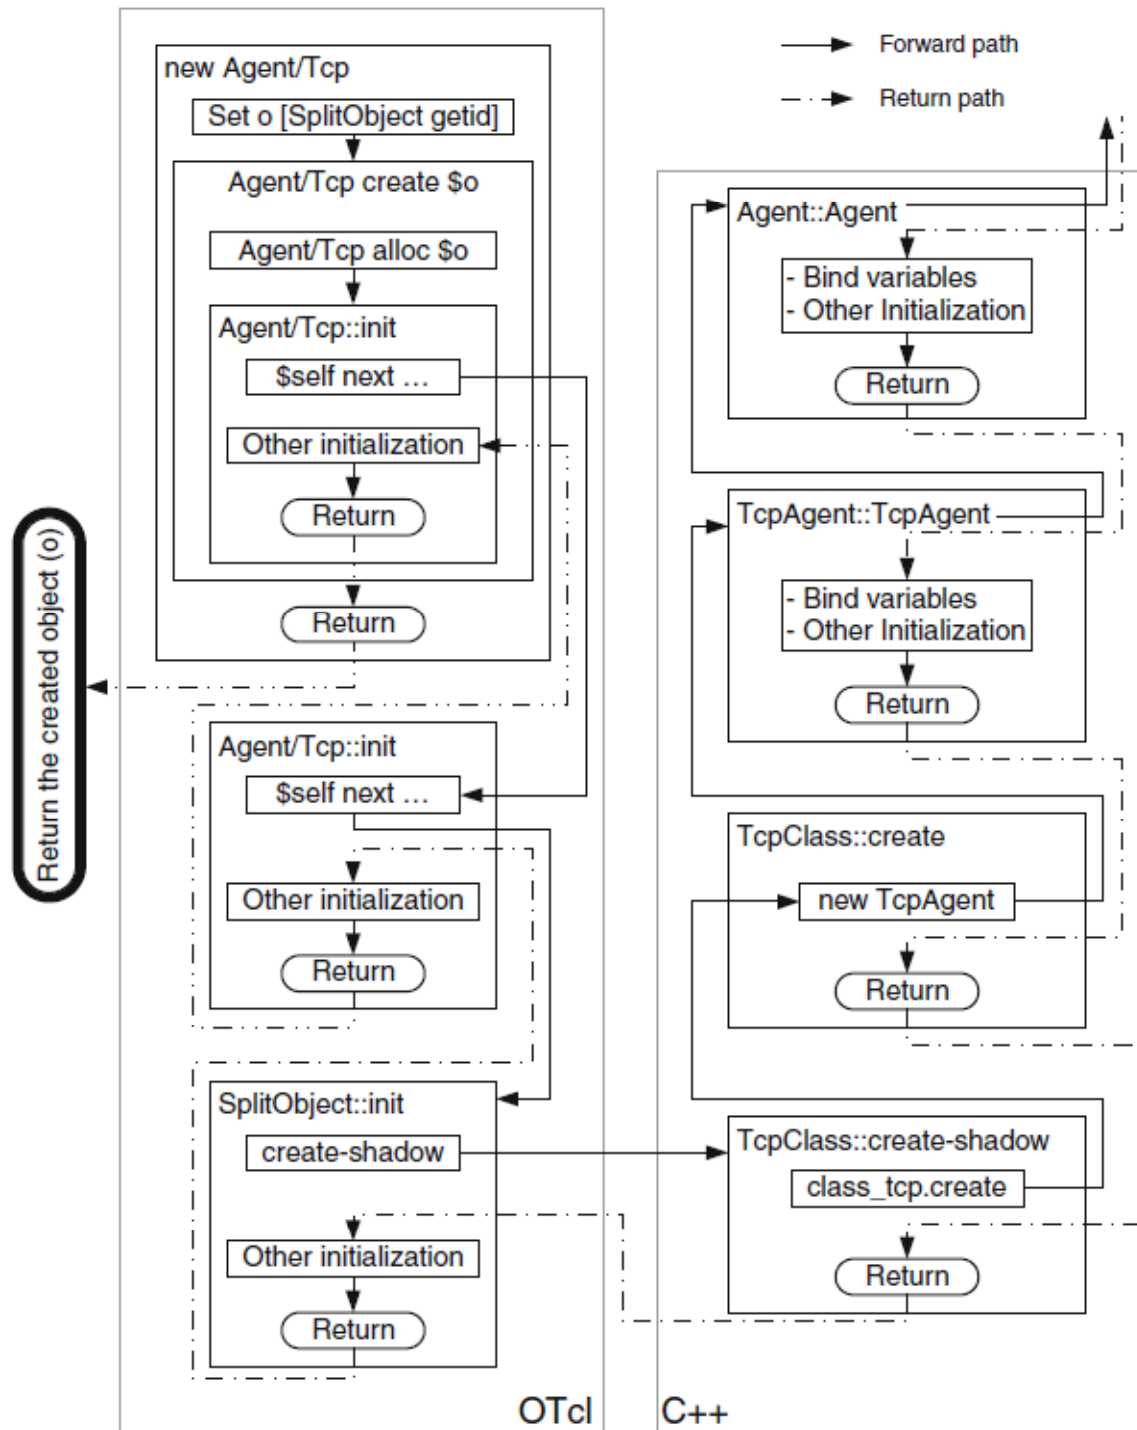 new Agent/Tcp
Set o [SplitObject getid]
Agent/Tcp create $o
Agent/Tcp alloc $o
Agent/Tcp::init
$self next ...
Other initialization
Return
Return
Return the created object (o)
Agent/Tcp::init
$self next ...
Other initialization
Return
SplitObject::init
create-shadow
Other initialization
Return
OTcl
Forward path
Return path
Agent::Agent
- Bind variables
- Other Initialization
Return
TcpAgent::TcpAgent
- Bind variables
- Other Initialization
Return
TcpClass::create
new TcpAgent
Return
TcpClass::create-shadow
class_tcp.create
Return
C++